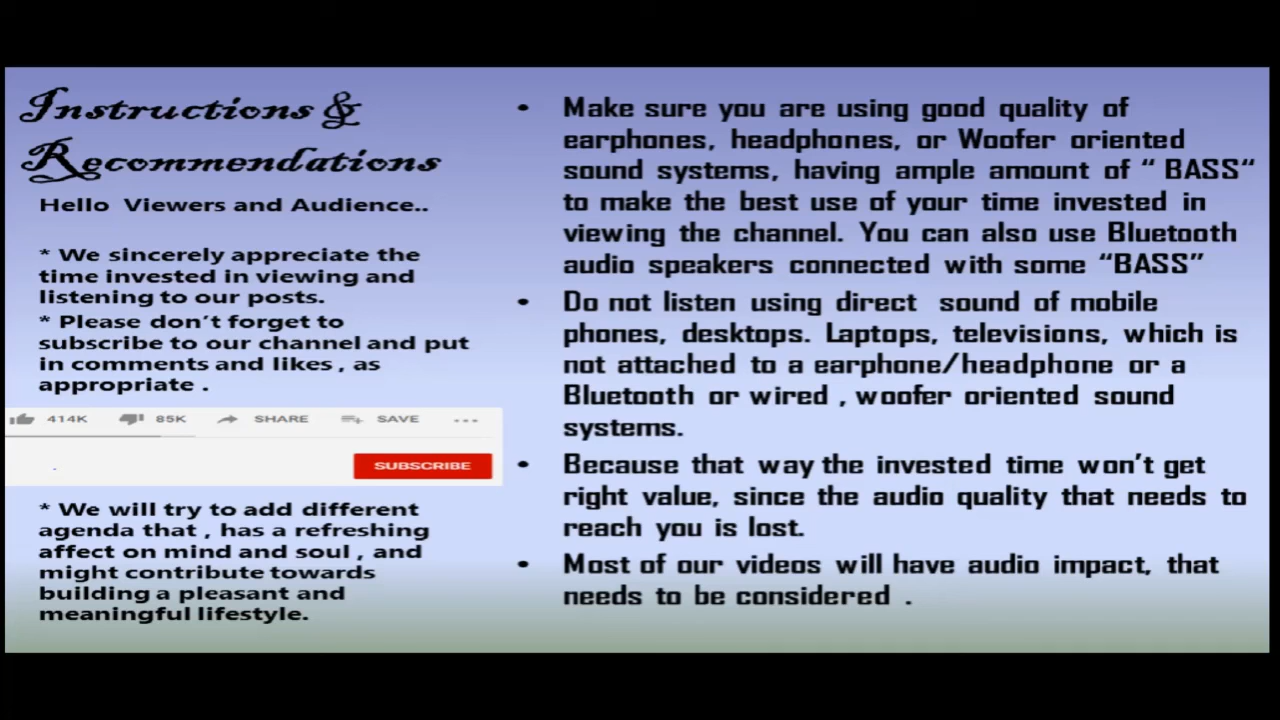 Instructions &
Recommendations
Hello Viewers and Audience..
* We sincerely appreciate the
time invested in viewing and
listening to our posts.
* Please don't forget to
subscribe to our channel and put
in comments and likes , as
appropriate .
414K 85K SHARE SAVE ...
SUBSCRIBE
* We will try to add different
agenda that , has a refreshing
affect on mind and soul , and
might contribute towards
building a pleasant and
meaningful lifestyle.
• Make sure you are using good quality of
earphones, headphones, or Woofer oriented
sound systems, having ample amount of “ BASS“
to make the best use of your time invested in
viewing the channel. You can also use Bluetooth
audio speakers connected with some “BASS”
• Do not listen using direct sound of mobile
phones, desktops. Laptops, televisions, which is
not attached to a earphone/headphone or a
Bluetooth or wired , woofer oriented sound
systems.
• Because that way the invested time won’t get
right value, since the audio quality that needs to
reach you is lost.
• Most of our videos will have audio impact, that
needs to be considered .